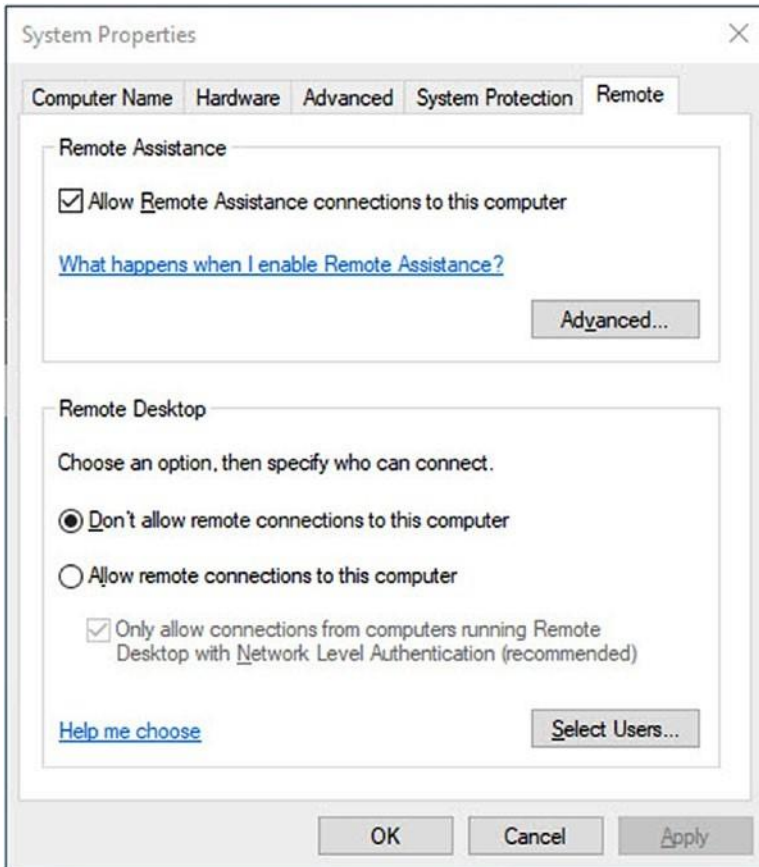 System Properties
Computer Name Hardware Advanced System Protection Remote
Remote Assistance
Allow Remote Assistance connections to this computer
What happens when I enable Remote Assistance?
Advanced...
Remote Desktop
Choose an option, then specify who can connect.
Don't allow remote connections to this computer
Allow remote connections to this computer
Only allow connections from computers running Remote
Desktop with Network Level Authentication (recommended)
Help me choose
Select Users...
OK Cancel Apply